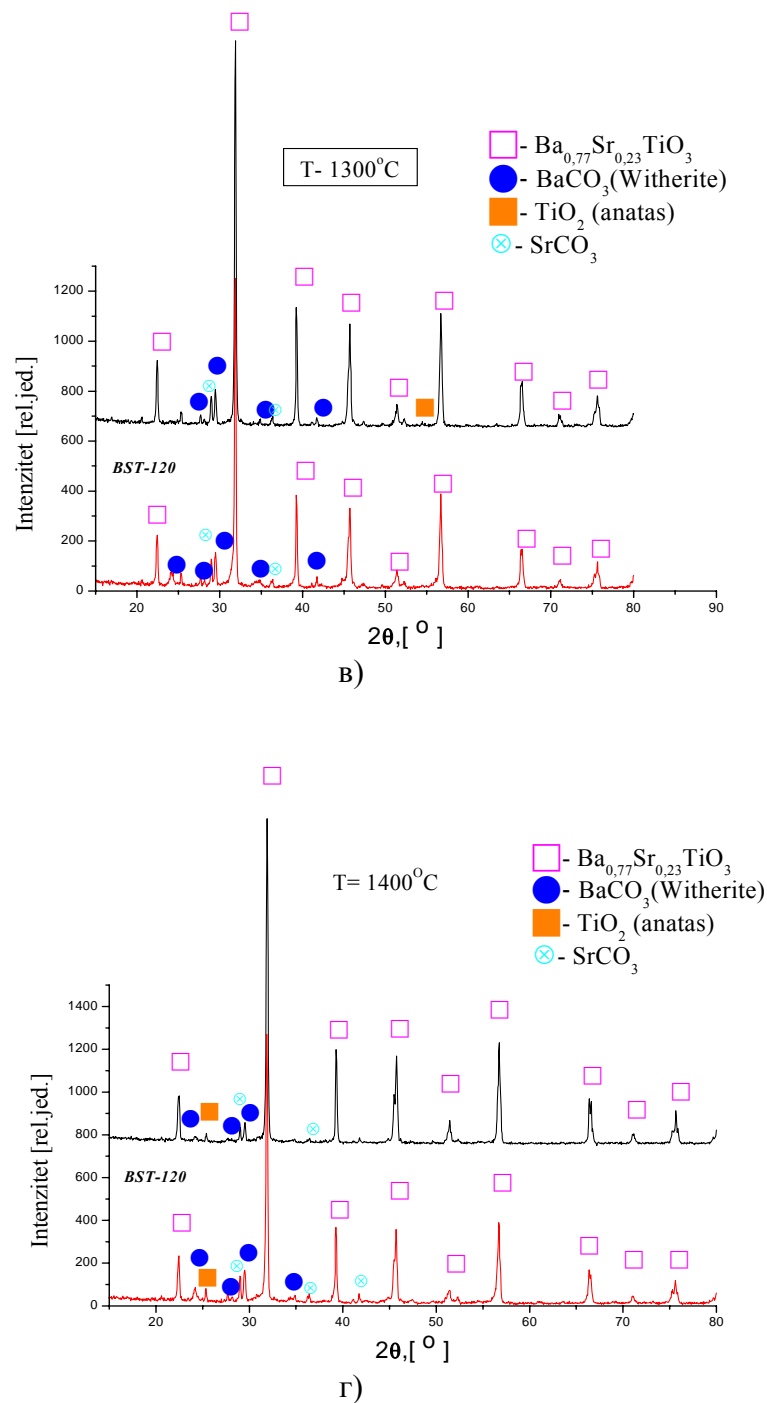 T- 1300°C
- Ba0,77Sr0,23TiO3
- BaCO3(Witherite)
- TiO2 (anatas)
- SrCO3
Intenzitet [rel.jed.]
1200
1000
800
600
400
200
0
BST-120
20 30 40 50 60 70 80 90
2θ,[ o ]
в)
T= 1400°C
- Ba0,77Sr0,23TiO3
- BaCO3(Witherite)
- TiO2 (anatas)
- SrCO3
Intenzitet [rel.jed.]
1400
1200
1000
800
600
400
200
0
BST-120
20 30 40 50 60 70 80
2θ,[ o ]
г)